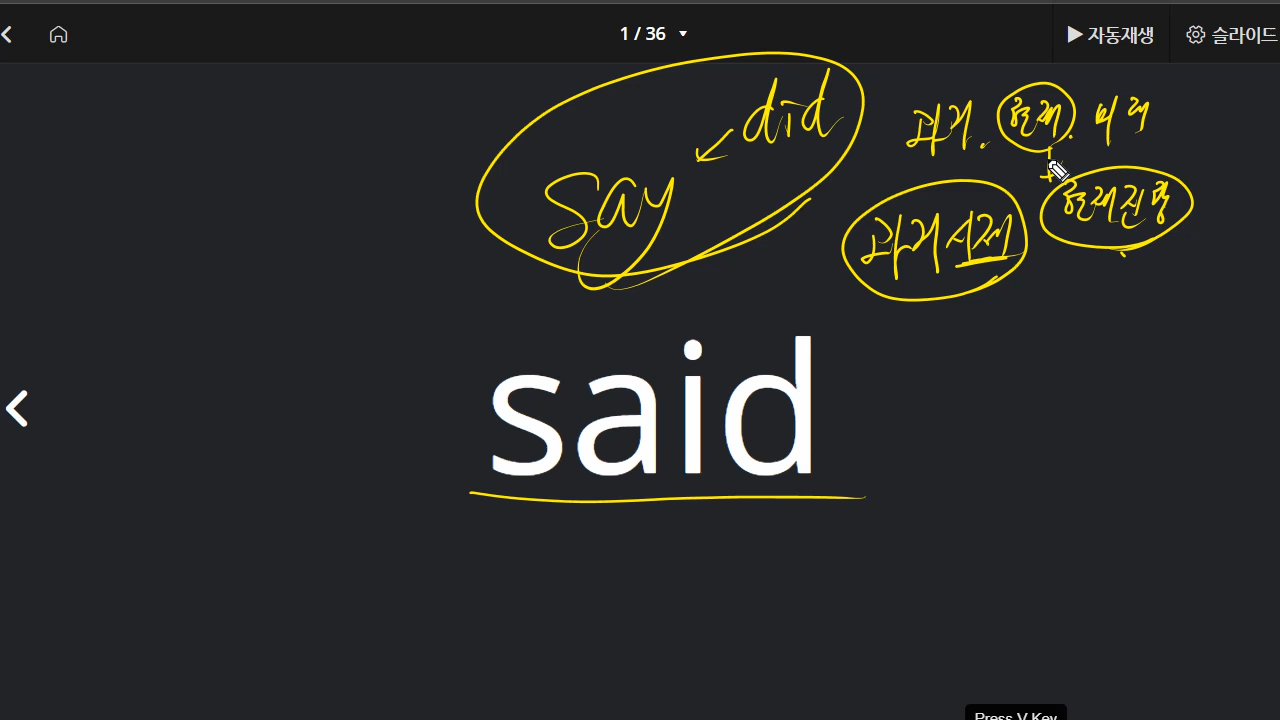 1 / 36
자동재생
슬라이드
did
say
과거. 현재. 미래
현재진행
과거시제
said
Press V Key